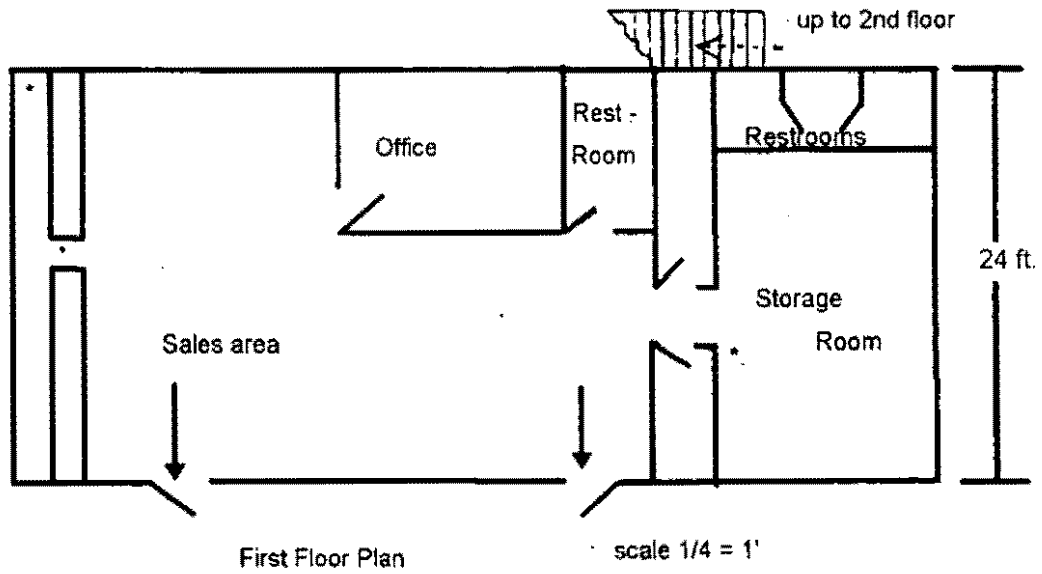 up to 2nd floor
Rest -
Room
Office
Restrooms
24 ft.
Storage
Room
Sales area
First Floor Plan
scale 1/4 = 1'